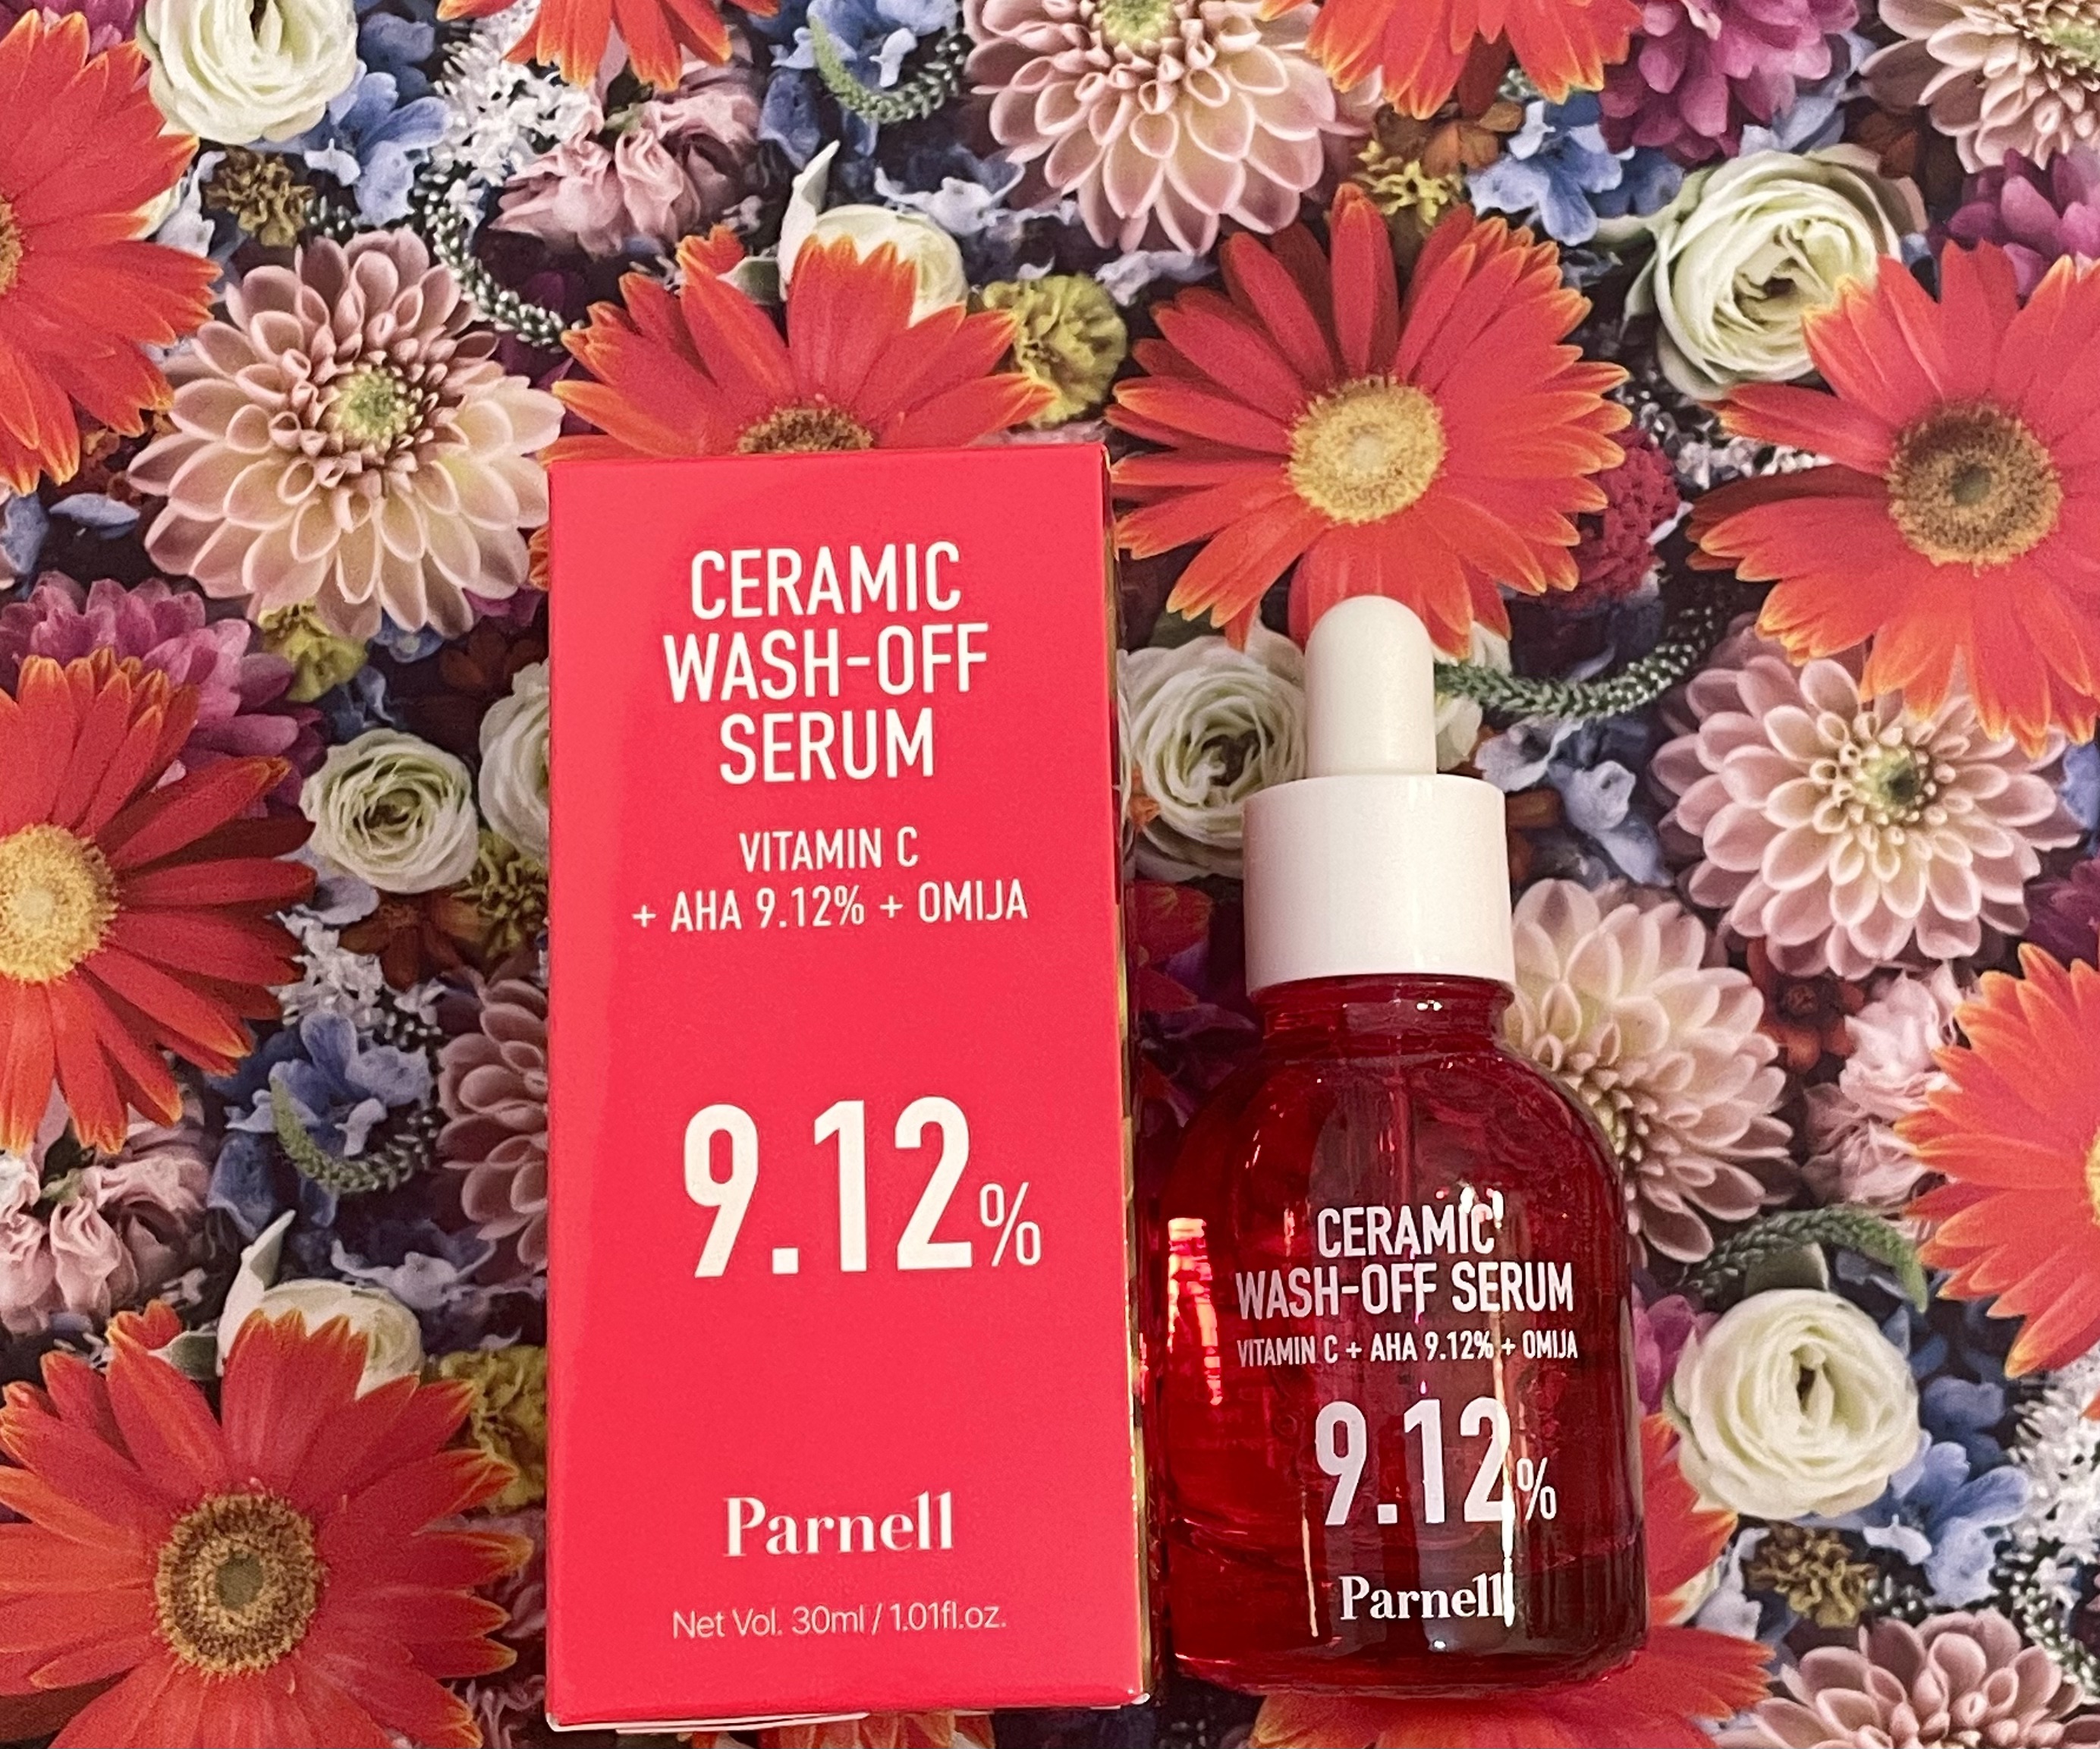 CERAMIC
WASH-OFF
SERUM
VITAMIN C
+ AHA 9.12% + OMIJA
9.12%
Parnell
Net Vol. 30ml / 1.01fl.oz.
CERAMIC
WASH-OFF SERUM
VITAMIN C + AHA 9.12% + OMIJA
9.12%
Parnell